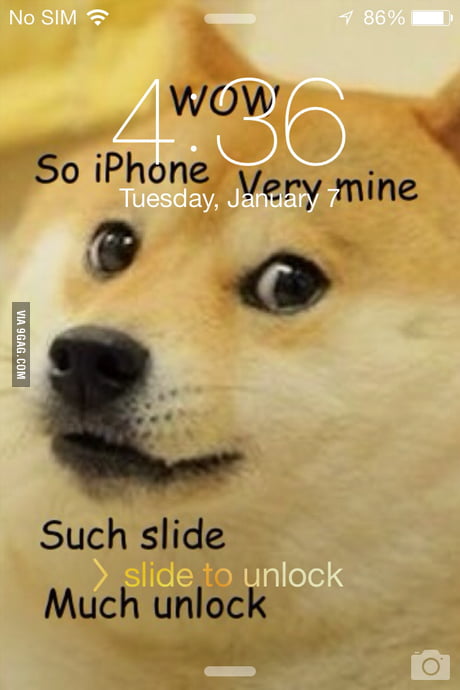 No SIM 86%
WOW
4:36
So iPhone Very mine
Tuesday, January 7
VIA 9GAG.COM
Such slide
> slide to unlock
Much unlock